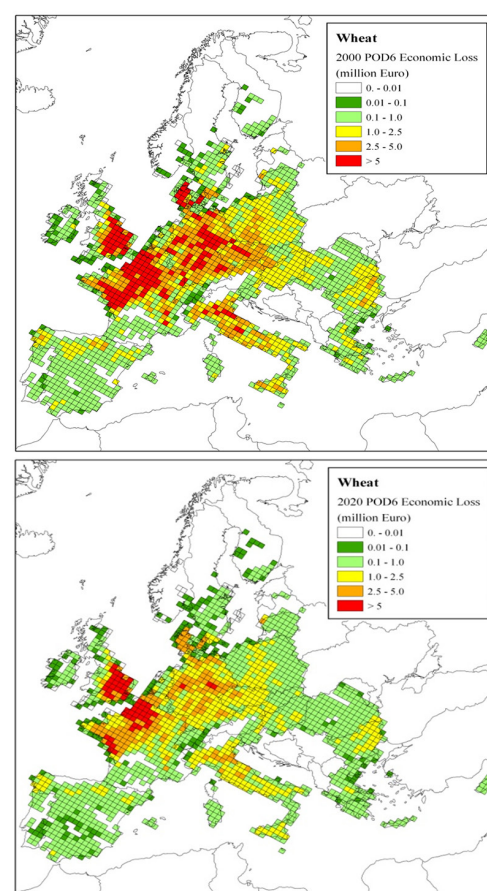 Wheat
2000 POD6 Economic Loss
(million Euro)
0. - 0.01
0.01 - 0.1
0.1 - 1.0
1.0 - 2.5
2.5 - 5.0
> 5
Wheat
2020 POD6 Economic Loss
(million Euro)
0. - 0.01
0.01 - 0.1
0.1 - 1.0
1.0 - 2.5
2.5 - 5.0
> 5